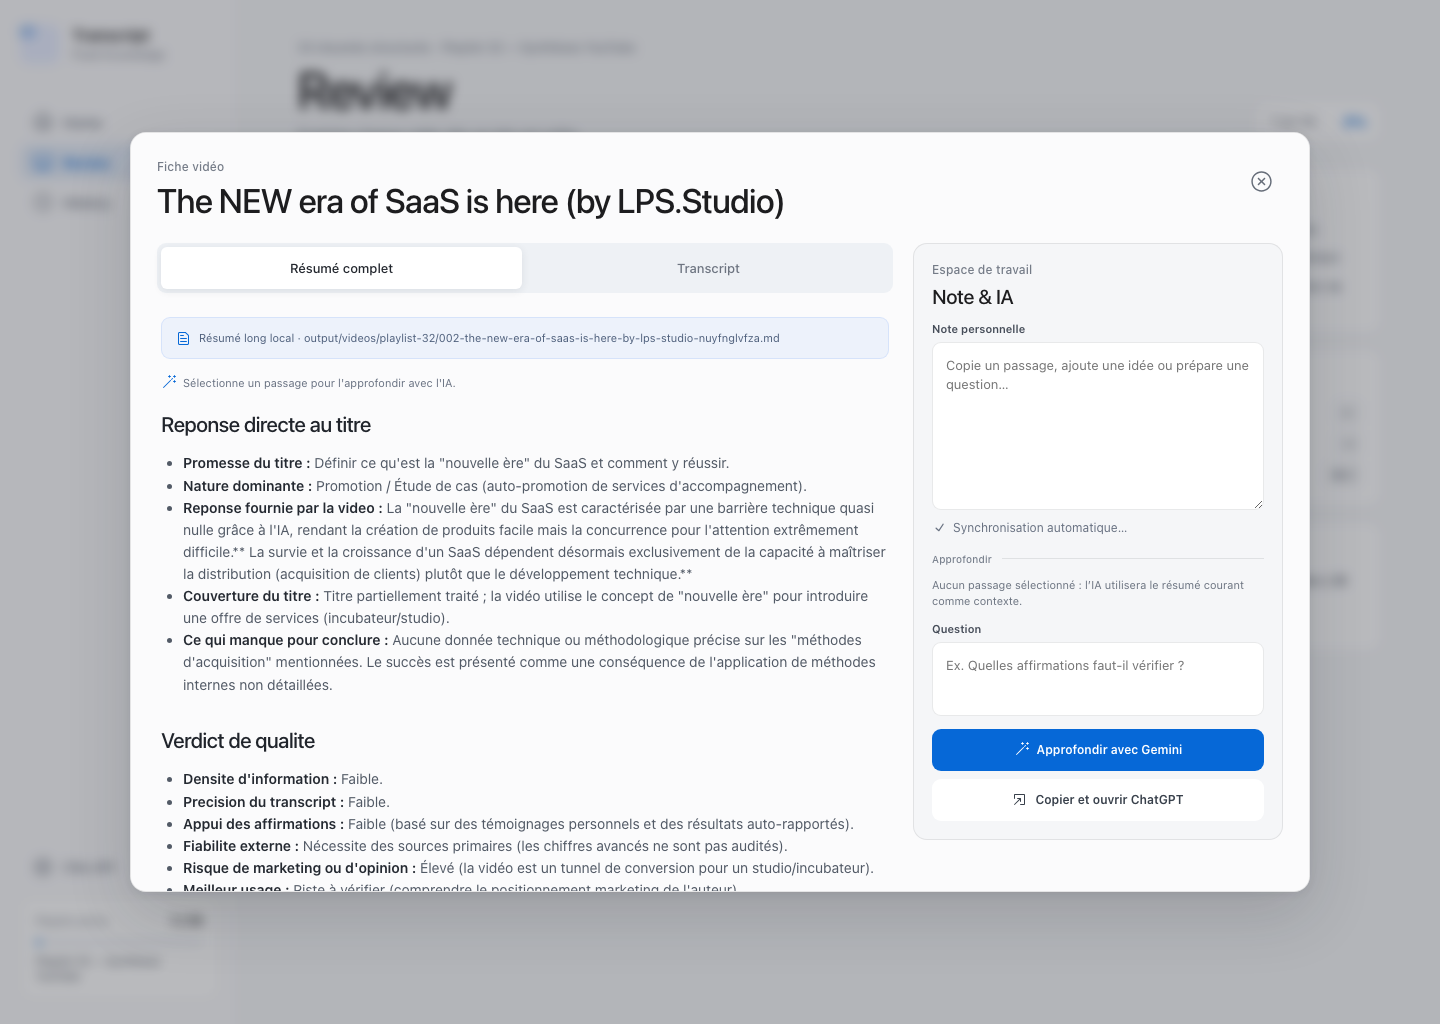 Review
Fiche vidéo
The NEW era of SaaS is here (by LPS.Studio)
Résumé complet
Transcript
Résumé long local · output/videos/playlist-32/002-the-new-era-of-saas-is-here-by-lps-studio-nuyfnglvfza.md
Sélectionne un passage pour l'approfondir avec l'IA.
Reponse directe au titre
• Promesse du titre : Définir ce qu'est la "nouvelle ère" du SaaS et comment y réussir.
• Nature dominante : Promotion / Étude de cas (auto-promotion de services d'accompagnement).
• Reponse fournie par la video : La "nouvelle ère" du SaaS est caractérisée par une barrière technique quasi
nulle grâce à l'IA, rendant la création de produits facile mais la concurrence pour l'attention extrêmement
difficile.** La survie et la croissance d'un SaaS dépendent désormais exclusivement de la capacité à maîtriser
la distribution (acquisition de clients) plutôt que le développement technique.**
• Couverture du titre : Titre partiellement traité ; la vidéo utilise le concept de "nouvelle ère" pour introduire
une offre de services (incubateur/studio).
• Ce qui manque pour conclure : Aucune donnée technique ou méthodologique précise sur les "méthodes
d'acquisition" mentionnées. Le succès est présenté comme une conséquence de l'application de méthodes
internes non détaillées.
Verdict de qualite
• Densite d'information : Faible.
• Precision du transcript : Faible.
• Appui des affirmations : Faible (basé sur des témoignages personnels et des résultats auto-rapportés).
• Fiabilite externe : Nécessite des sources primaires (les chiffres avancés ne sont pas audités).
• Risque de marketing ou d'opinion : Élevé (la vidéo est un tunnel de conversion pour un studio/incubateur).
• Meilleur usage : Piste à vérifier (comprendre le positionnement marketing de l'auteur)
Espace de travail
Note & IA
Note personnelle
Copie un passage, ajoute une idée ou prépare une
question...
Synchronisation automatique...
Approfondir
Aucun passage sélectionné : l'IA utilisera le résumé courant
comme contexte.
Question
Ex. Quelles affirmations faut-il vérifier ?
Approfondir avec Gemini
Copier et ouvrir ChatGPT